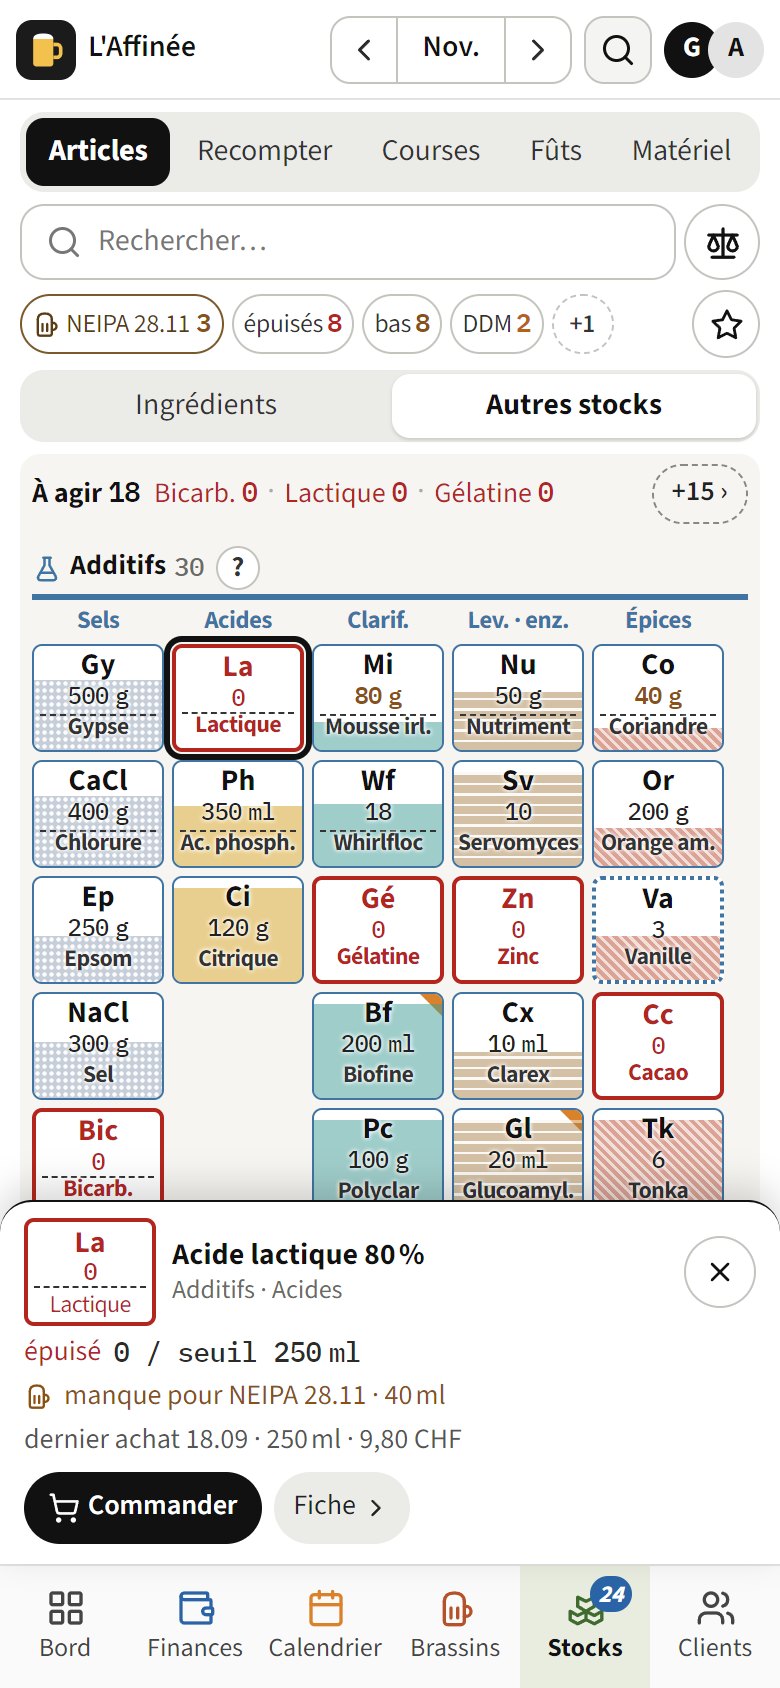 L'Affinée
Nov.
G A
Articles Recompter Courses Fûts Matériel
Rechercher…
NEIPA 28.11 3 épuisés 8 bas 8 DDM 2 +1
Ingrédients Autres stocks
À agir 18 Bicarb. 0 · Lactique 0 · Gélatine 0 +15 ›
Additifs 30 ?
Sels Acides Clarif. Lev. · enz. Épices
Gy La Mi Nu Co
500 g 0 80 g 50 g 40 g
Gypse Lactique Mousse irl. Nutriment Coriandre
CaCl Ph Wf Sv Or
400 g 350 ml 18 10 200 g
Chlorure Ac. phosph. Whirlfloc Servomyces Orange am.
Ep Ci Gé Zn Va
250 g 120 g 0 0 3
Epsom Citrique Gélatine Zinc Vanille
NaCl Bf Cx Cc
300 g 200 ml 10 ml 0
Sel Biofine Clarex Cacao
Bic Pc Gl Tk
0 100 g 20 ml 6
Bicarb. Polyclar Glucoamyl. Tonka
La
0
Lactique
Acide lactique 80 %
Additifs · Acides
épuisé 0 / seuil 250 ml
manque pour NEIPA 28.11 · 40 ml
dernier achat 18.09 · 250 ml · 9,80 CHF
Commander Fiche
24
Bord Finances Calendrier Brassins Stocks Clients